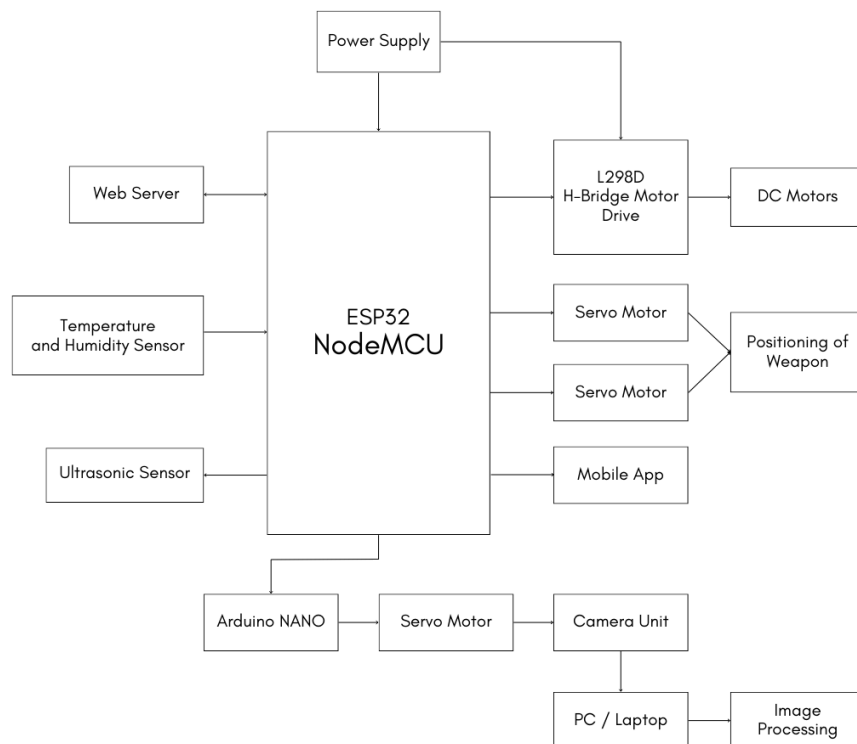 Power Supply
Web Server
L298D
H-Bridge Motor
Drive
DC Motors
Temperature
and Humidity Sensor
ESP32
NodeMCU
Servo Motor
Positioning of
Weapon
Servo Motor
Ultrasonic Sensor
Mobile App
Arduino NANO
Servo Motor
Camera Unit
PC / Laptop
Image
Processing